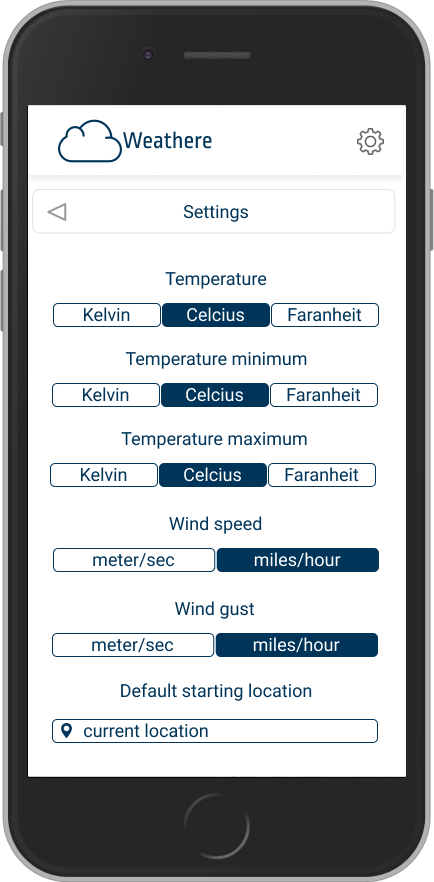 Weathere
Settings
Temperature
Kelvin Celcius Faranheit
Temperature minimum
Kelvin Celcius Faranheit
Temperature maximum
Kelvin Celcius Faranheit
Wind speed
meter/sec miles/hour
Wind gust
meter/sec miles/hour
Default starting location
current location